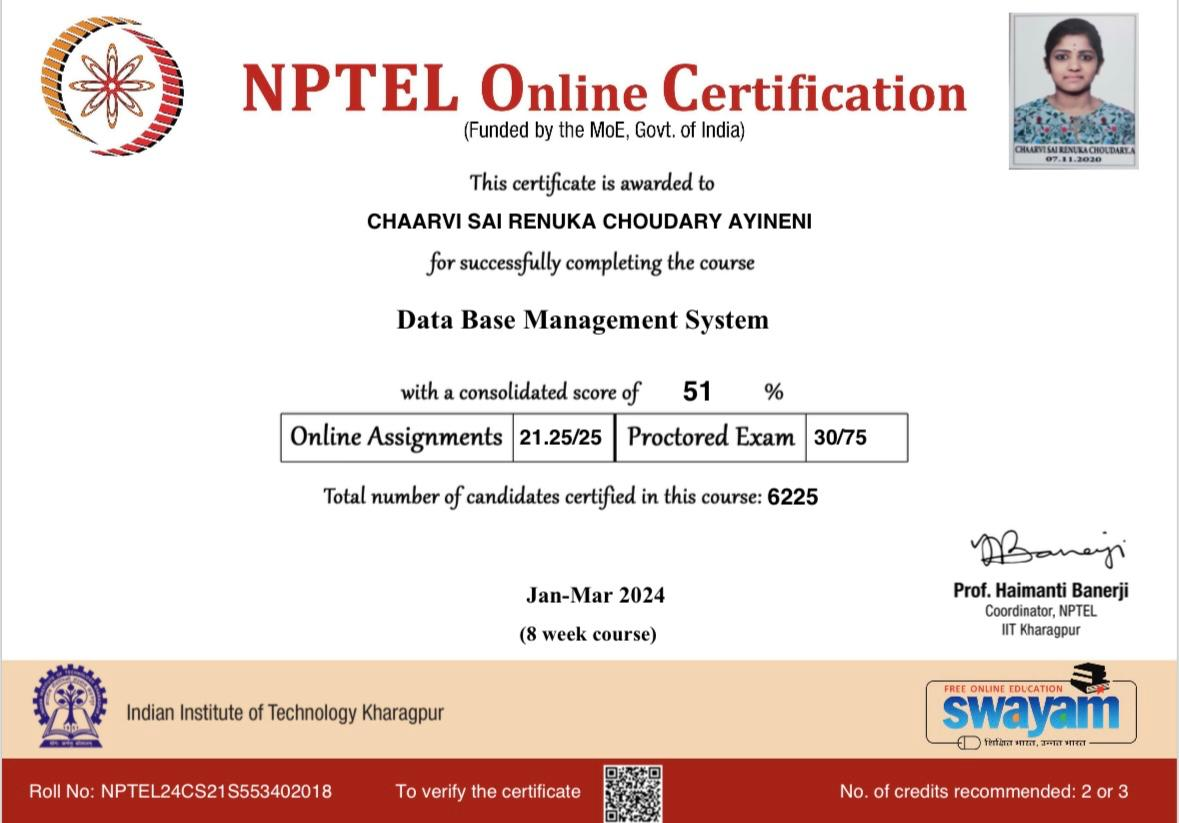 NPTEL Online Certification
(Funded by the MoE, Govt. of India)
CHAARVI SAI RENUKA CHOUDARY.A
07.11.2020
This certificate is awarded to
CHAARVI SAI RENUKA CHOUDARY AYINENI
for successfully completing the course
Data Base Management System
with a consolidated score of 51 %
Online Assignments 21.25/25 Proctored Exam 30/75
Total number of candidates certified in this course: 6225
Jan-Mar 2024
(8 week course)
Prof. Haimanti Banerji
Coordinator, NPTEL
IIT Kharagpur
Indian Institute of Technology Kharagpur
FREE ONLINE EDUCATION
swayam
शिक्षित भारत, उन्नत भारत
Roll No: NPTEL24CS21S553402018
To verify the certificate
No. of credits recommended: 2 or 3